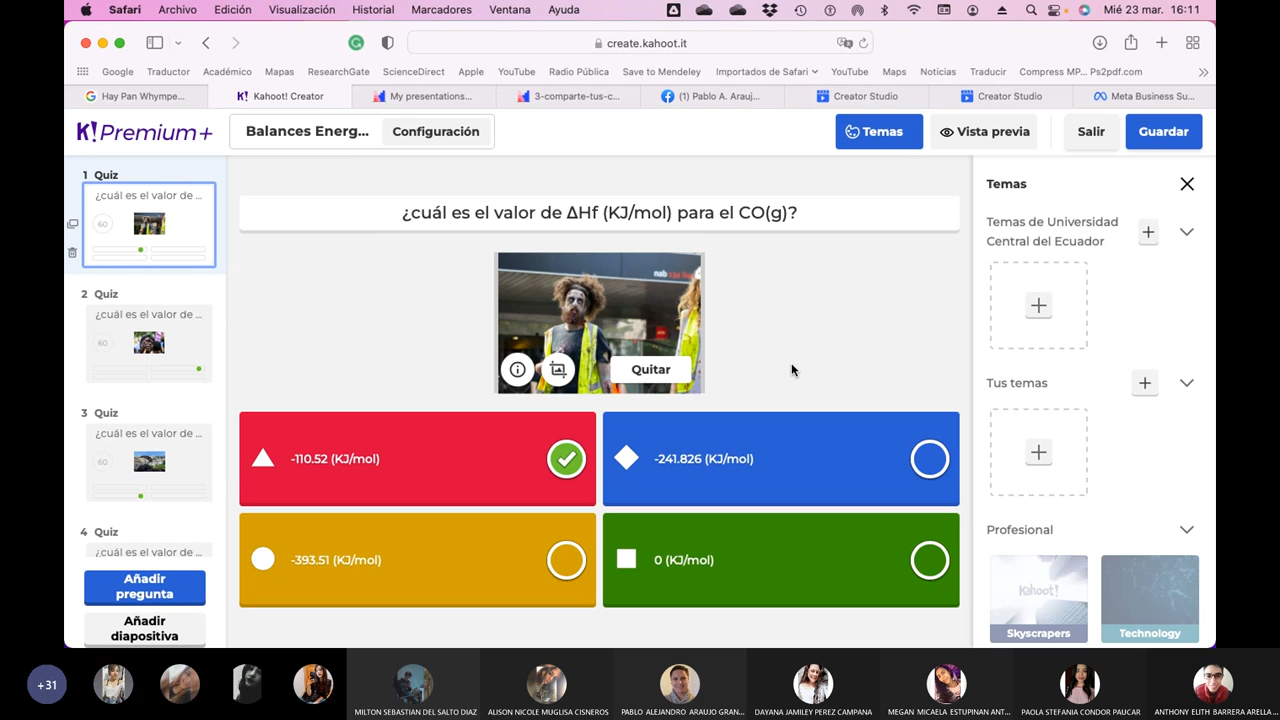 Safari Archivo Edición Visualización Historial Marcadores Ventana Ayuda Mié 23 mar. 16:11
create.kahoot.it
Google Traductor Académico Mapas ResearchGate ScienceDirect Apple YouTube Radio Pública Save to Mendeley Importados de Safari YouTube Maps Noticias Traducir Compress MP... Ps2pdf.com
Hay Pan Whympe... Kahoot! Creator My presentations... 3-comparte-tus-c... (1) Pablo A. Arauj... Creator Studio Creator Studio Meta Business Su...
K! Premium+ Balances Energ... Configuración Temas Vista previa Salir Guardar
1 Quiz
¿cuál es el valor de ...
60
2 Quiz
¿cuál es el valor de ...
60
3 Quiz
¿cuál es el valor de ...
60
4 Quiz
¿cuál es el valor de ...
Añadir
pregunta
Añadir
diapositiva
¿cuál es el valor de ΔHf (KJ/mol) para el CO(g)?
nab
Quitar
-110.52 (KJ/mol)
-241.826 (KJ/mol)
-393.51 (KJ/mol)
0 (KJ/mol)
Temas
Temas de Universidad
Central del Ecuador
Tus temas
Profesional
Kahoot!
Skyscrapers
Technology
+31
MILTON SEBASTIAN DEL SALTO DIAZ
ALISON NICOLE MUGLISA CISNEROS
PABLO ALEJANDRO ARAUJO GRAN...
DAYANA JAMILEY PEREZ CAMPANA
MEGAN MICAELA ESTUPINAN ANT...
PAOLA STEFANIA CONDOR PAUCAR
ANTHONY ELITH BARRERA ARELLA...